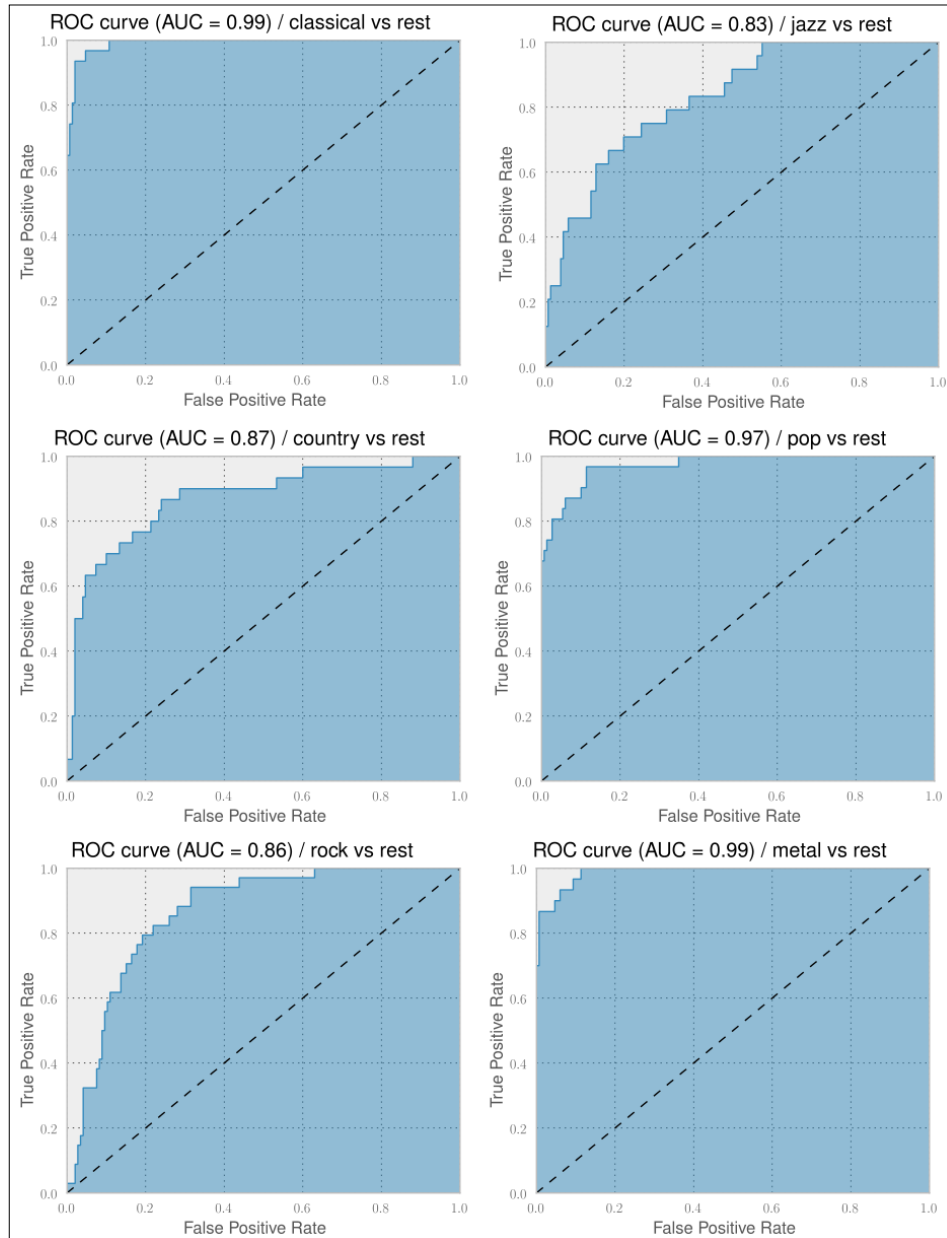 ROC curve (AUC = 0.99) / classical vs rest
1.0
0.8
0.6
0.4
0.2
0.0
True Positive Rate
0.0 0.2 0.4 0.6 0.8 1.0
False Positive Rate
ROC curve (AUC = 0.83) / jazz vs rest
1.0
0.8
0.6
0.4
0.2
0.0
True Positive Rate
0.0 0.2 0.4 0.6 0.8 1.0
False Positive Rate
ROC curve (AUC = 0.87) / country vs rest
1.0
0.8
0.6
0.4
0.2
0.0
True Positive Rate
0.0 0.2 0.4 0.6 0.8 1.0
False Positive Rate
ROC curve (AUC = 0.97) / pop vs rest
1.0
0.8
0.6
0.4
0.2
0.0
True Positive Rate
0.0 0.2 0.4 0.6 0.8 1.0
False Positive Rate
ROC curve (AUC = 0.86) / rock vs rest
1.0
0.8
0.6
0.4
0.2
0.0
True Positive Rate
0.0 0.2 0.4 0.6 0.8 1.0
False Positive Rate
ROC curve (AUC = 0.99) / metal vs rest
1.0
0.8
0.6
0.4
0.2
0.0
True Positive Rate
0.0 0.2 0.4 0.6 0.8 1.0
False Positive Rate